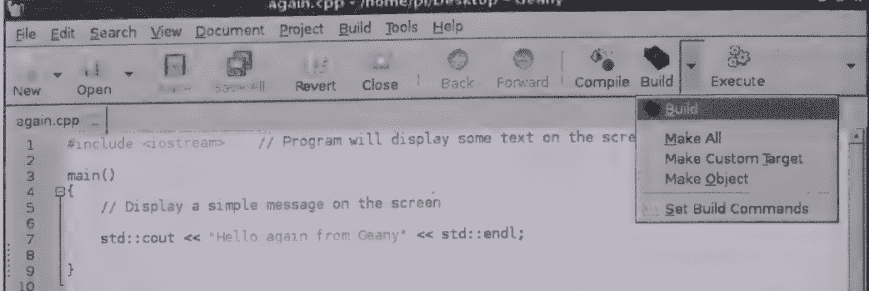 again.cpp - /home/pi/Desktop - Geany
File Edit Search View Document Project Build Tools Help
New Open Save All Revert Close Back Forward Compile Build Execute
again.cpp
Build
Make All
Make Custom Target
Make Object
Set Build Commands
1 #include <iostream> // Program will display some text on the scre
2
3 main()
4 {
5 // Display a simple message on the screen
6
7 std::cout << "Hello again from Geany" << std::endl;
8
9 }
10